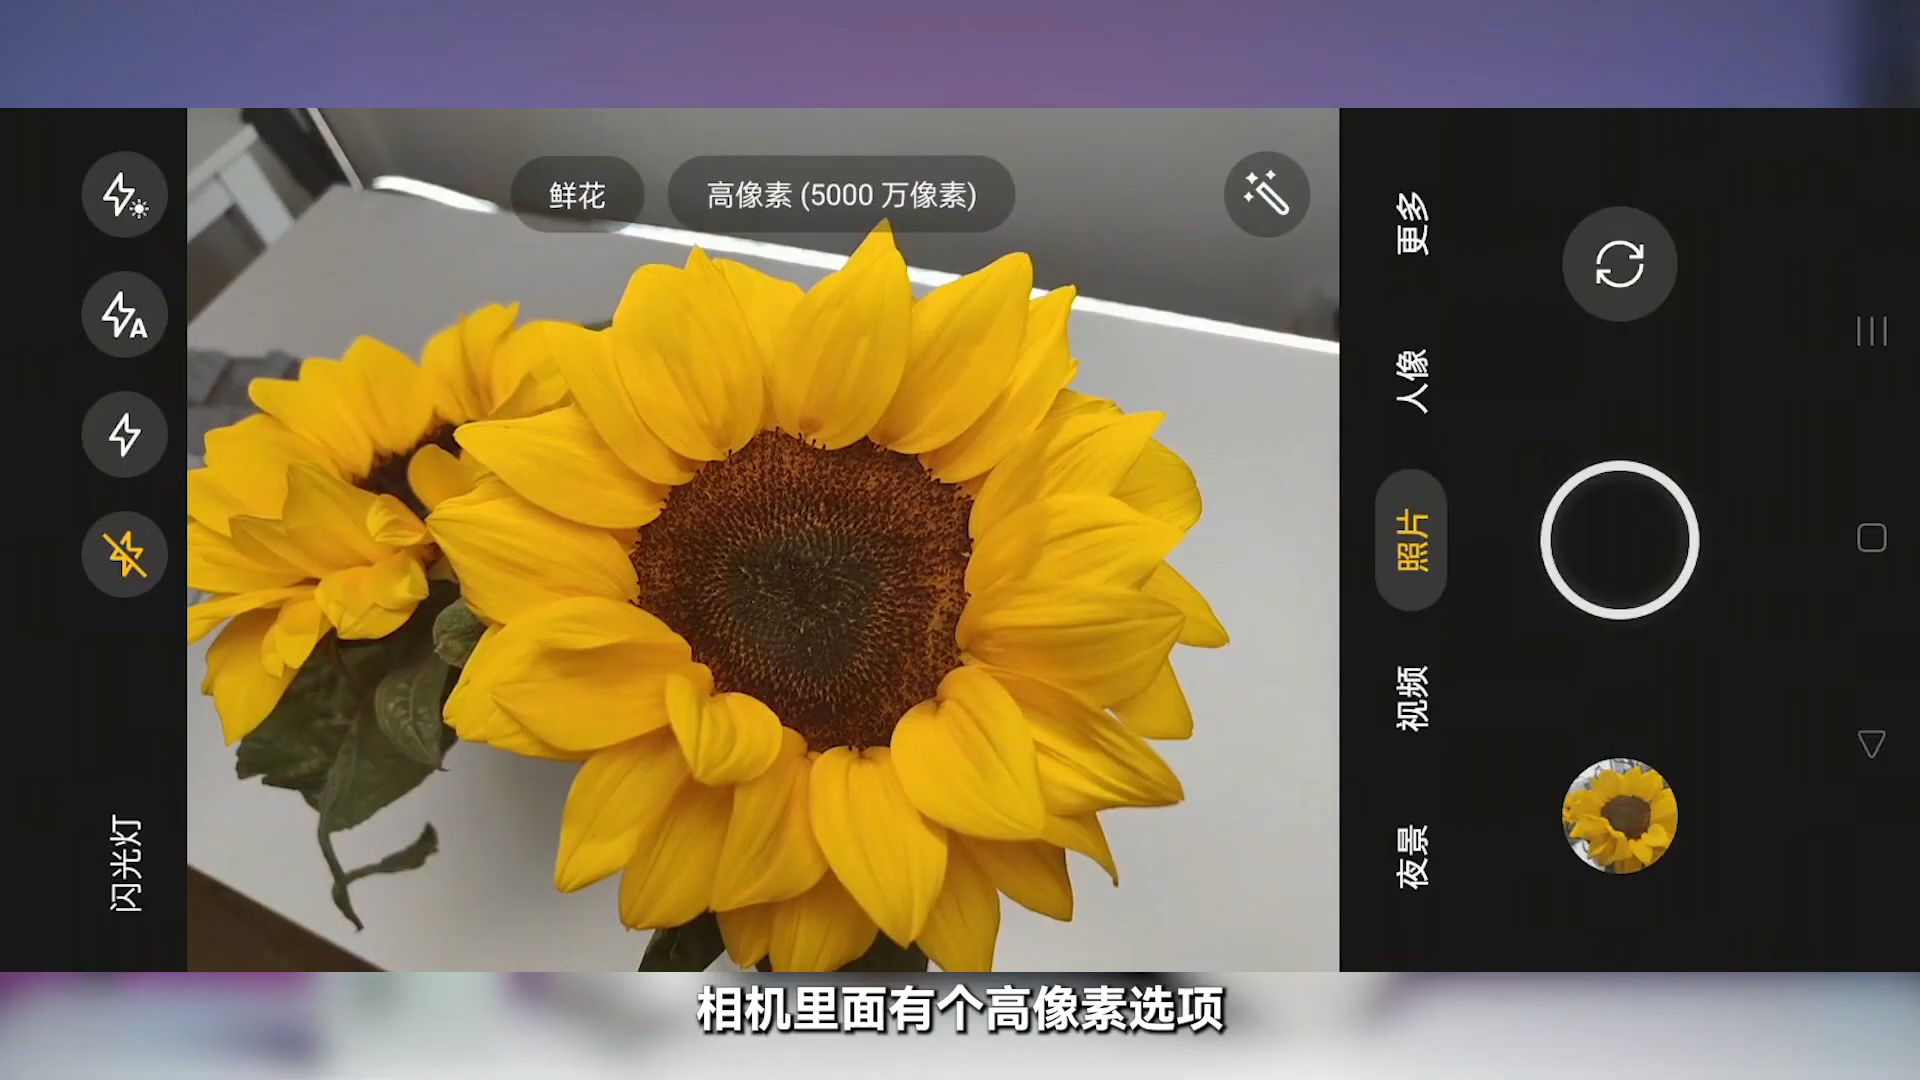 鲜花
高像素 (5000 万像素)
A
闪光灯
更多
人像
照片
视频
夜景
相机里面有个高像素选项